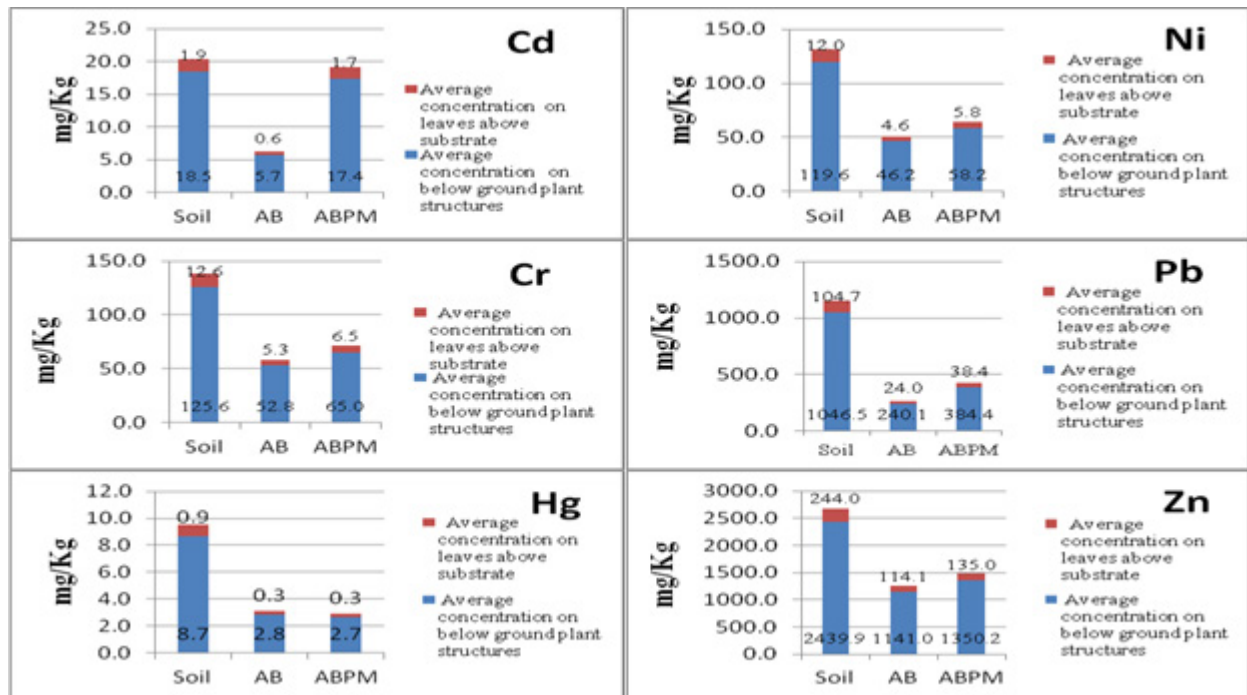 Cd
mg/Kg
25.0
20.0
15.0
10.0
5.0
0.0
1.9
0.6
1.7
18.5
5.7
17.4
Soil
AB
ABPM
Average
concentration on
leaves above
substrate
Average
concentration on
below ground plant
structures
Ni
mg/Kg
150.0
100.0
50.0
0.0
12.0
4.6
5.8
119.6
46.2
58.2
Soil
AB
ABPM
Average
concentration on
leaves above
substrate
Average
concentration on
below ground plant
structures
Cr
mg/Kg
150.0
100.0
50.0
0.0
12.6
5.3
6.5
125.6
52.8
65.0
Soil
AB
ABPM
Average
concentration on
leaves above
substrate
Average
concentration on
below ground plant
structures
Pb
mg/Kg
1500.0
1000.0
500.0
0.0
104.7
24.0
38.4
1046.5
240.1
384.4
Soil
AB
ABPM
Average
concentration on
leaves above
substrate
Average
concentration on
below ground plant
structures
Hg
mg/Kg
12.0
10.0
8.0
6.0
4.0
2.0
0.0
0.9
0.3
0.3
8.7
2.8
2.7
Soil
AB
ABPM
Average
concentration on
leaves above
substrate
Average
concentration on
below ground plant
structures
Zn
mg/Kg
3000.0
2500.0
2000.0
1500.0
1000.0
500.0
0.0
244.0
114.1
135.0
2439.9
1141.0
1350.2
Soil
AB
ABPM
Average
concentration on
leaves above
substrate
Average
concentration on
below ground plant
structures